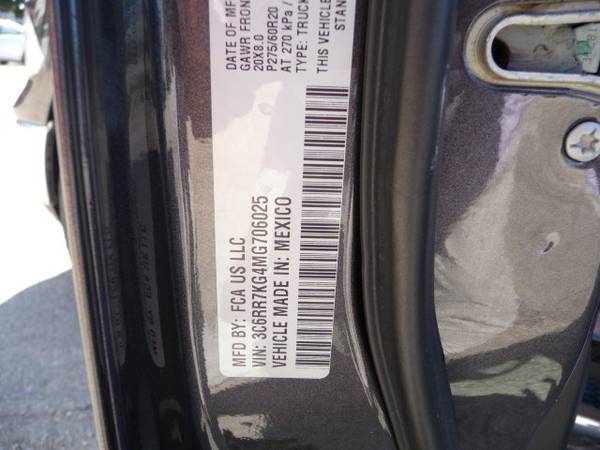 DATE OF MF
GAWR FRON
20X8.0
P275/60R20
AT 270 kPa /
TYPE: TRUCK
THIS VEHICLE
STAN
MFD BY: FCA US LLC
VIN: 3C6RR7KG4MG706025
VEHICLE MADE IN: MEXICO